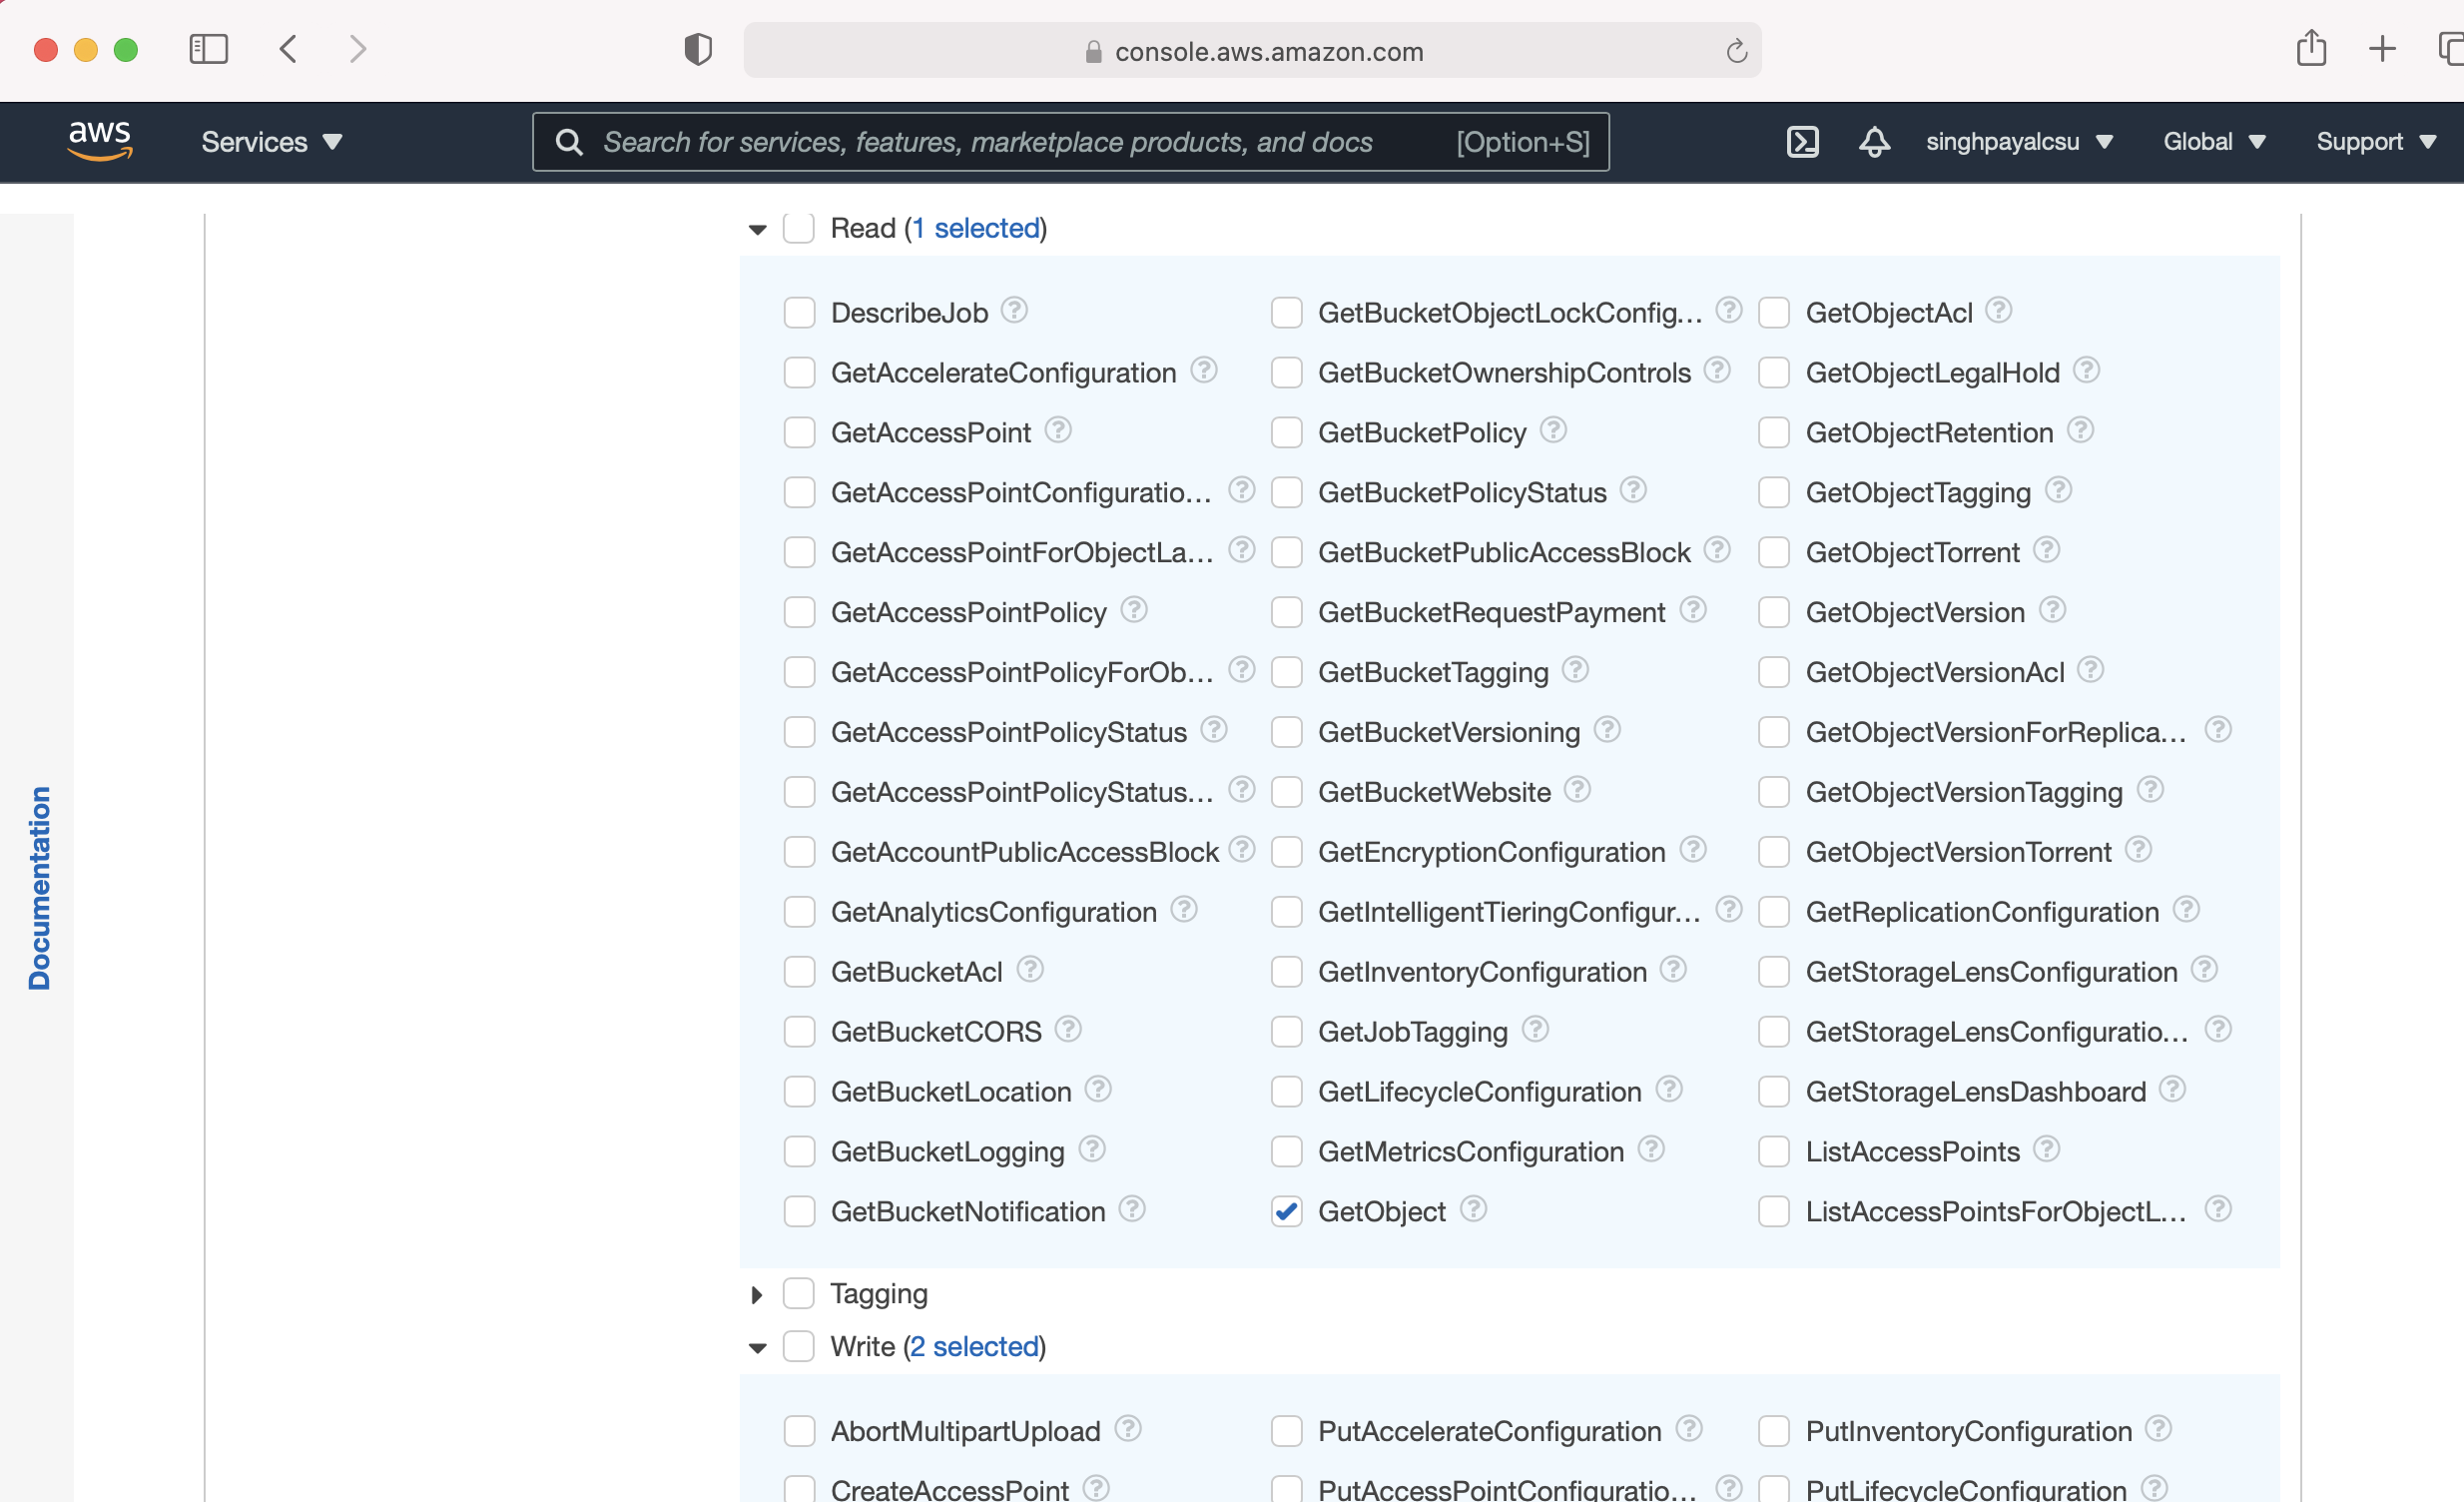 console.aws.amazon.com
aws Services Search for services, features, marketplace products, and docs [Option+S] singhpayalcsu Global Support
Documentation
Read (1 selected)
DescribeJob GetBucketObjectLockConfig... GetObjectAcl
GetAccelerateConfiguration GetBucketOwnershipControls GetObjectLegalHold
GetAccessPoint GetBucketPolicy GetObjectRetention
GetAccessPointConfiguratio... GetBucketPolicyStatus GetObjectTagging
GetAccessPointForObjectLa... GetBucketPublicAccessBlock GetObjectTorrent
GetAccessPointPolicy GetBucketRequestPayment GetObjectVersion
GetAccessPointPolicyForOb... GetBucketTagging GetObjectVersionAcl
GetAccessPointPolicyStatus GetBucketVersioning GetObjectVersionForReplica...
GetAccessPointPolicyStatus... GetBucketWebsite GetObjectVersionTagging
GetAccountPublicAccessBlock GetEncryptionConfiguration GetObjectVersionTorrent
GetAnalyticsConfiguration GetIntelligentTieringConfigur... GetReplicationConfiguration
GetBucketAcl GetInventoryConfiguration GetStorageLensConfiguration
GetBucketCORS GetJobTagging GetStorageLensConfiguratio...
GetBucketLocation GetLifecycleConfiguration GetStorageLensDashboard
GetBucketLogging GetMetricsConfiguration ListAccessPoints
GetBucketNotification GetObject ListAccessPointsForObjectL...
Tagging
Write (2 selected)
AbortMultipartUpload PutAccelerateConfiguration PutInventoryConfiguration
CreateAccessPoint PutAccessPointConfiguratio... PutLifecycleConfiguration